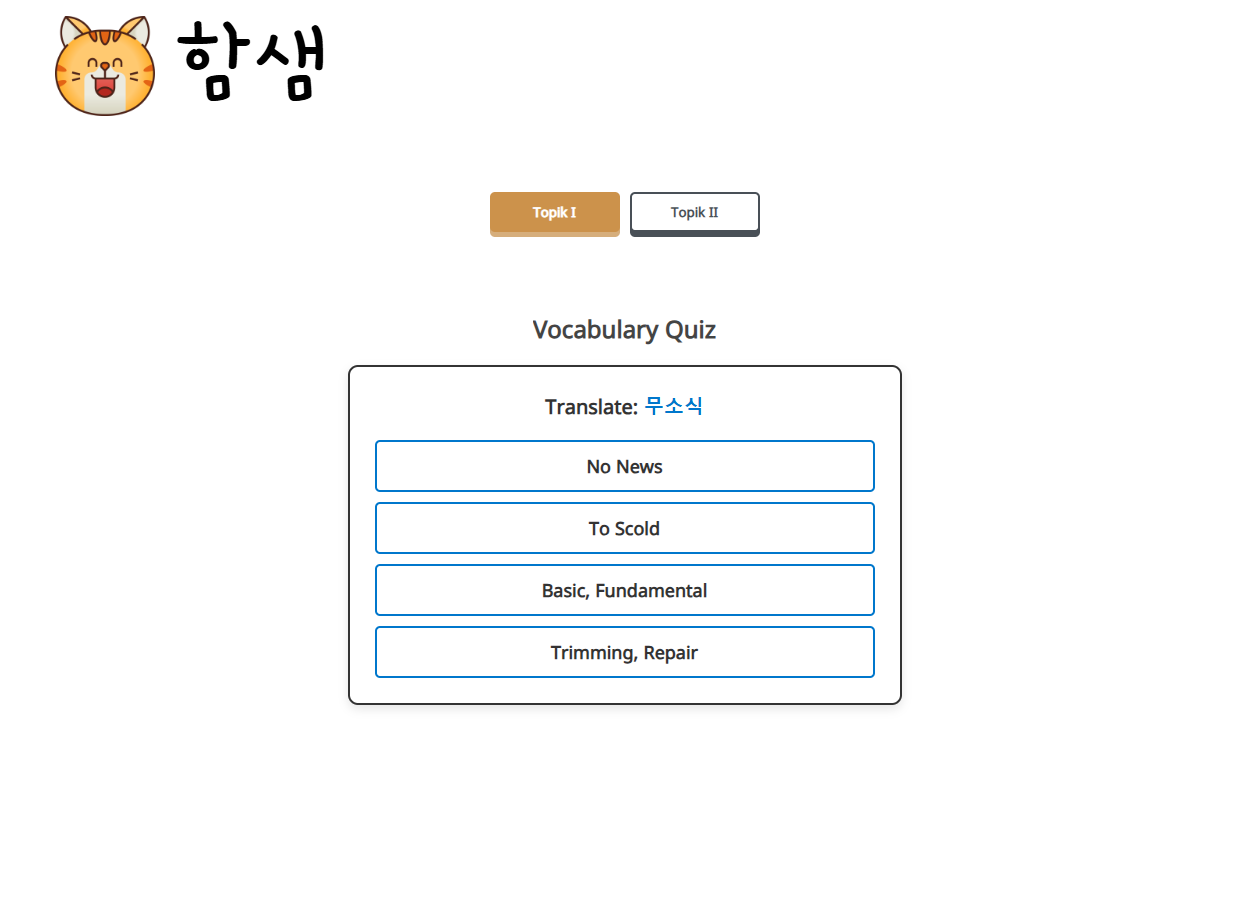 함샘
Topik I
Topik II
Vocabulary Quiz
Translate: 무소식
No News
To Scold
Basic, Fundamental
Trimming, Repair